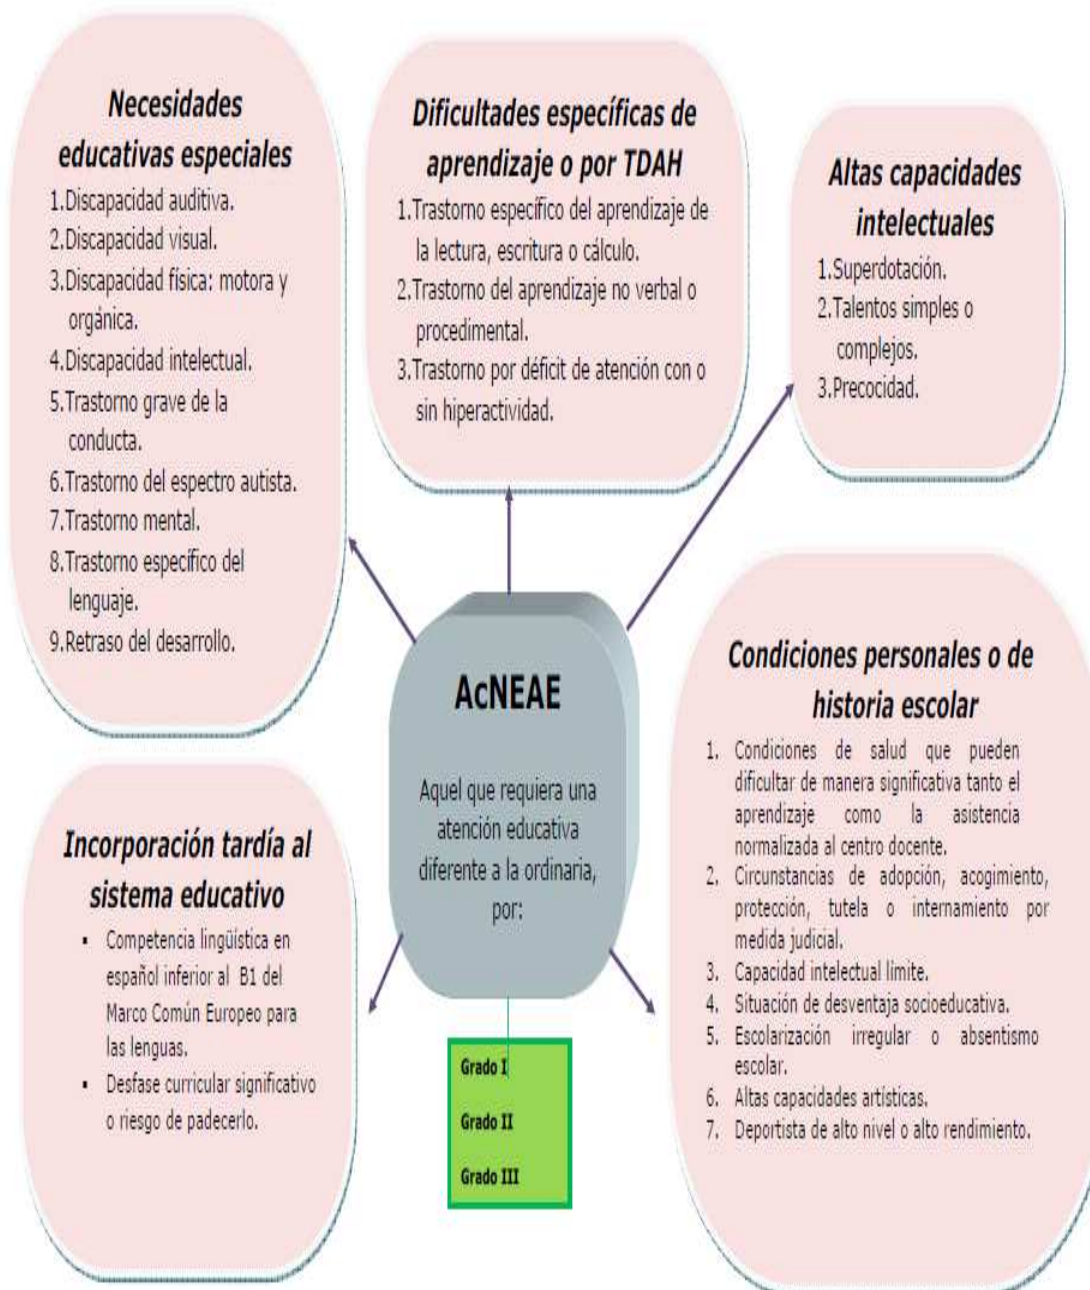 Necesidades
educativas especiales
1.Discapacidad auditiva.
2.Discapacidad visual.
3.Discapacidad física: motora y
orgánica.
4.Discapacidad intelectual.
5.Trastorno grave de la
conducta.
6.Trastorno del espectro autista.
7.Trastorno mental.
8.Trastorno específico del
lenguaje.
9.Retraso del desarrollo.
Dificultades específicas de
aprendizaje o por TDAH
1.Trastorno específico del aprendizaje de
la lectura, escritura o cálculo.
2.Trastorno del aprendizaje no verbal o
procedimental.
3.Trastorno por déficit de atención con o
sin hiperactividad.
Altas capacidades
intelectuales
1.Superdotación.
2.Talentos simples o
complejos.
3.Precocidad.
AcNEAE
Aquel que requiera una
atención educativa
diferente a la ordinaria,
por:
Incorporación tardía al
sistema educativo
▪ Competencia lingüística en
español inferior al B1 del
Marco Común Europeo para
las lenguas.
▪ Desfase curricular significativo
o riesgo de padecerlo.
Grado I
Grado II
Grado III
Condiciones personales o de
historia escolar
1. Condiciones de salud que pueden
dificultar de manera significativa tanto el
aprendizaje como la asistencia
normalizada al centro docente.
2. Circunstancias de adopción, acogimiento,
protección, tutela o internamiento por
medida judicial.
3. Capacidad intelectual límite.
4. Situación de desventaja socioeducativa.
5. Escolarización irregular o absentismo
escolar.
6. Altas capacidades artísticas.
7. Deportista de alto nivel o alto rendimiento.